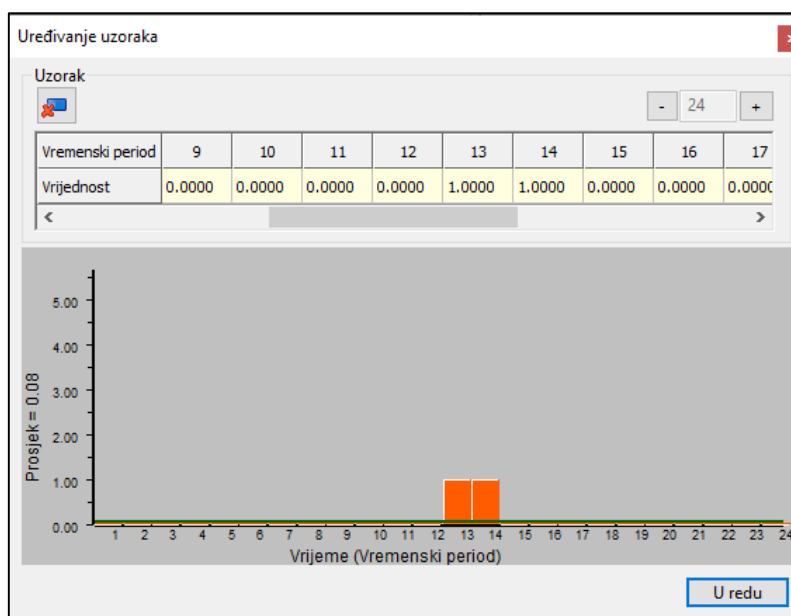 Uređivanje uzoraka
Uzorak
- 24 +
Vremenski period 9 10 11 12 13 14 15 16 17
Vrijednost 0.0000 0.0000 0.0000 0.0000 1.0000 1.0000 0.0000 0.0000 0.0000
5.00
4.00
3.00
2.00
1.00
0.00
Prosjek = 0.08
1 2 3 4 5 6 7 8 9 10 11 12 13 14 15 16 17 18 19 20 21 22 23 24
Vrijeme (Vremenski period)
U redu